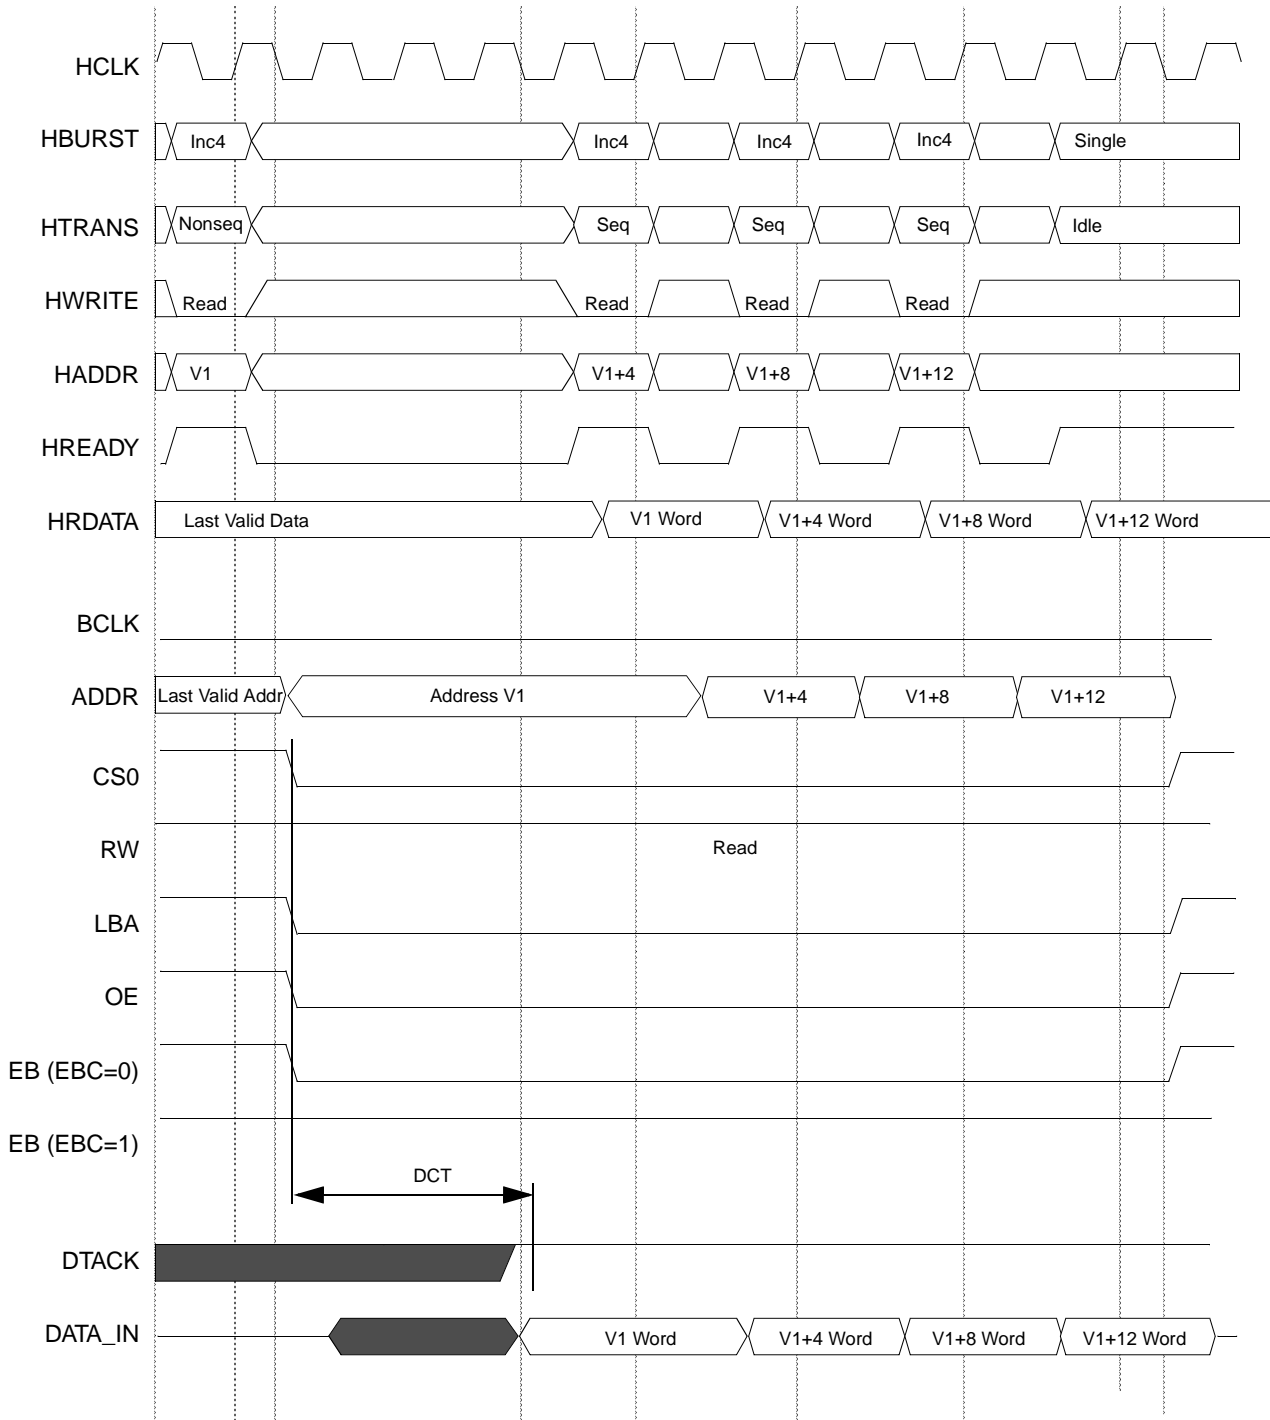 HCLK
HBURST Inc4 Inc4 Inc4 Inc4 Single
HTRANS Nonseq Seq Seq Seq Idle
HWRITE Read Read Read Read
HADDR V1 V1+4 V1+8 V1+12
HREADY
HRDATA Last Valid Data V1 Word V1+4 Word V1+8 Word V1+12 Word
BCLK
ADDR Last Valid Addr Address V1 V1+4 V1+8 V1+12
CS0
RW Read
LBA
OE
EB (EBC=0)
EB (EBC=1)
DCT
DTACK
DATA_IN V1 Word V1+4 Word V1+8 Word V1+12 Word